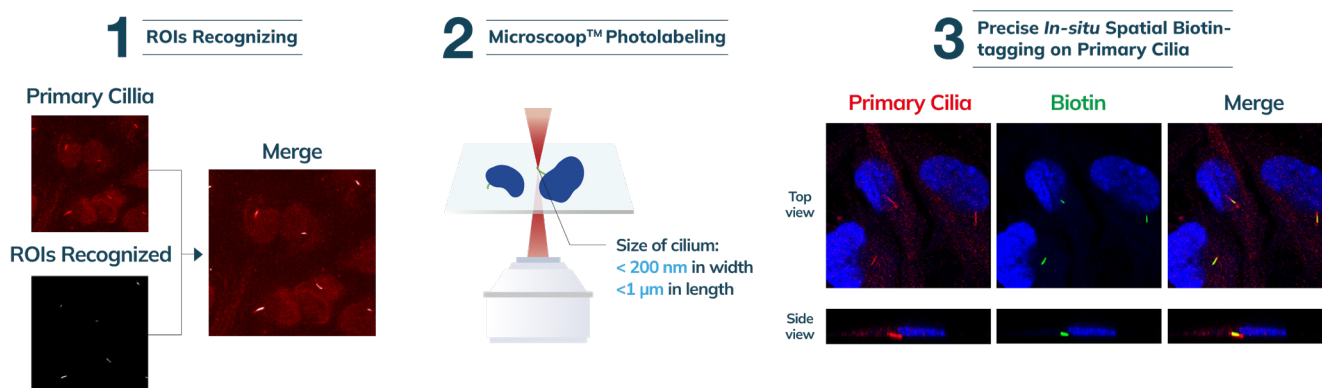 1 ROIs Recognizing
Primary Cillia
ROIs Recognized
Merge
2 Microscoop™ Photolabeling
Size of cilium:
< 200 nm in width
<1 µm in length
3 Precise In-situ Spatial Biotin-
tagging on Primary Cilia
Primary Cilia Biotin Merge
Top
view
Side
view